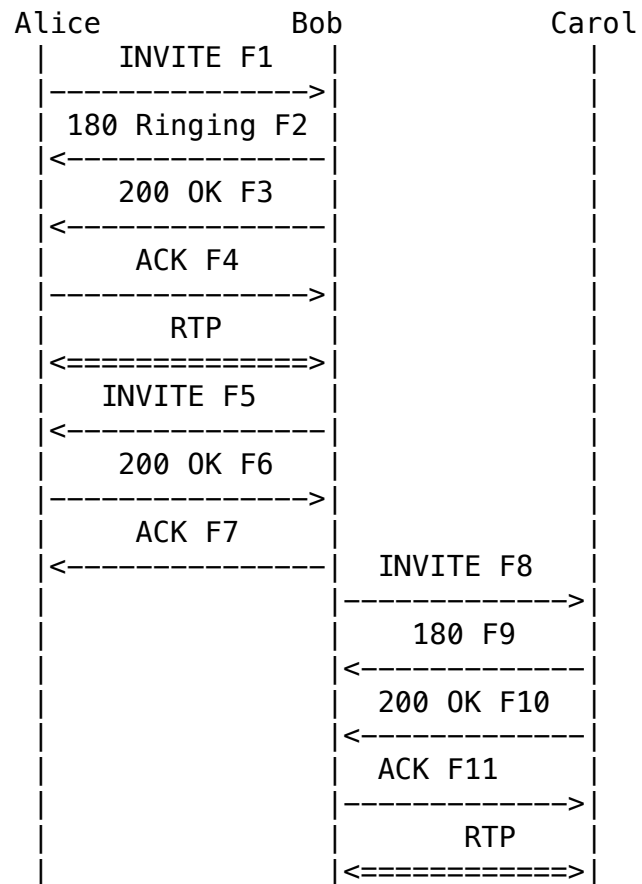 Alice Bob Carol
INVITE F1
180 Ringing F2
200 OK F3
ACK F4
RTP
INVITE F5
200 OK F6
ACK F7
INVITE F8
180 F9
200 OK F10
ACK F11
RTP